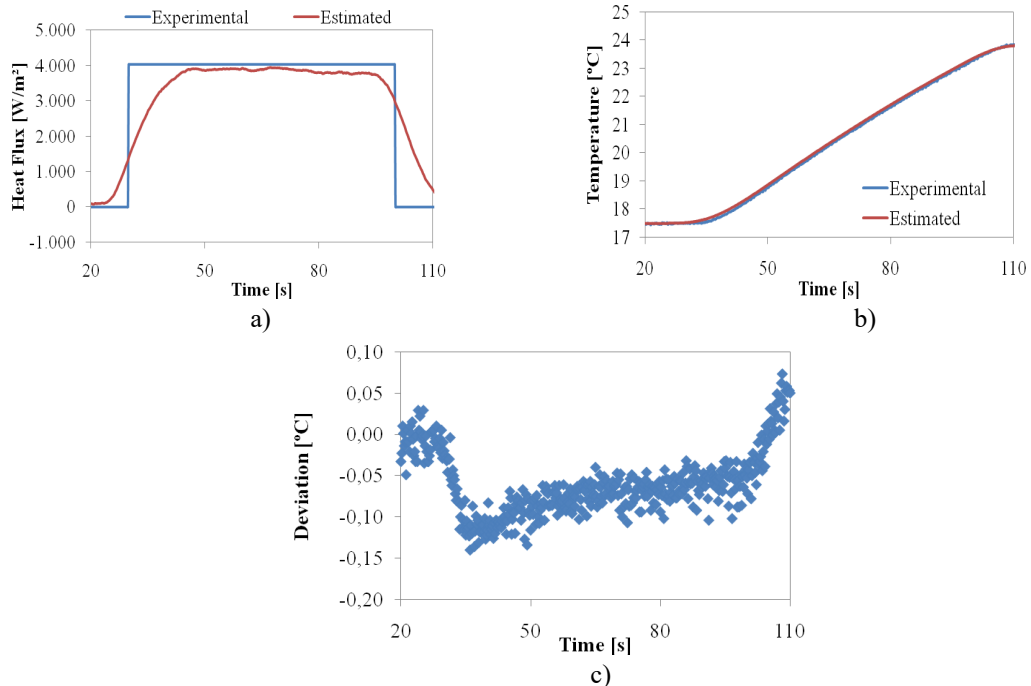 Experimental
Estimated
5.000
4.000
3.000
2.000
1.000
0
-1.000
Heat Flux [W/m²]
20
50
80
110
Time [s]
a)
24
23
22
21
20
19
18
17
Temperature [ºC]
Experimental
Estimated
20
50
80
110
Time [s]
b)
0,10
0,05
0,00
-0,05
-0,10
-0,15
-0,20
Deviation [ºC]
20
50
80
110
Time [s]
c)